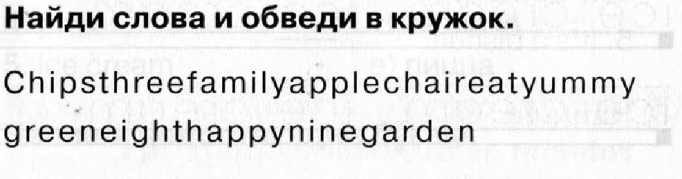 Найди слова и обведи в кружок.
Chipsthreefamilyapplechaireatyummy
greeneighthappyninegarden